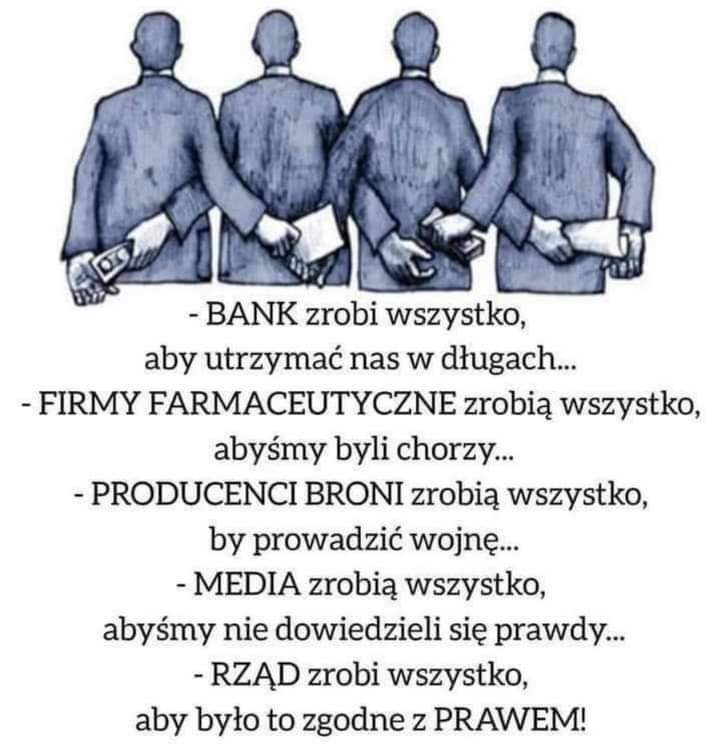 - BANK zrobi wszystko,
aby utrzymać nas w długach...
- FIRMY FARMACEUTYCZNE zrobią wszystko,
abyśmy byli chorzy...
- PRODUCENCI BRONI zrobią wszystko,
by prowadzić wojnę...
- MEDIA zrobią wszystko,
abyśmy nie dowiedzieli się prawdy...
- RZĄD zrobi wszystko,
aby było to zgodne z PRAWEM!